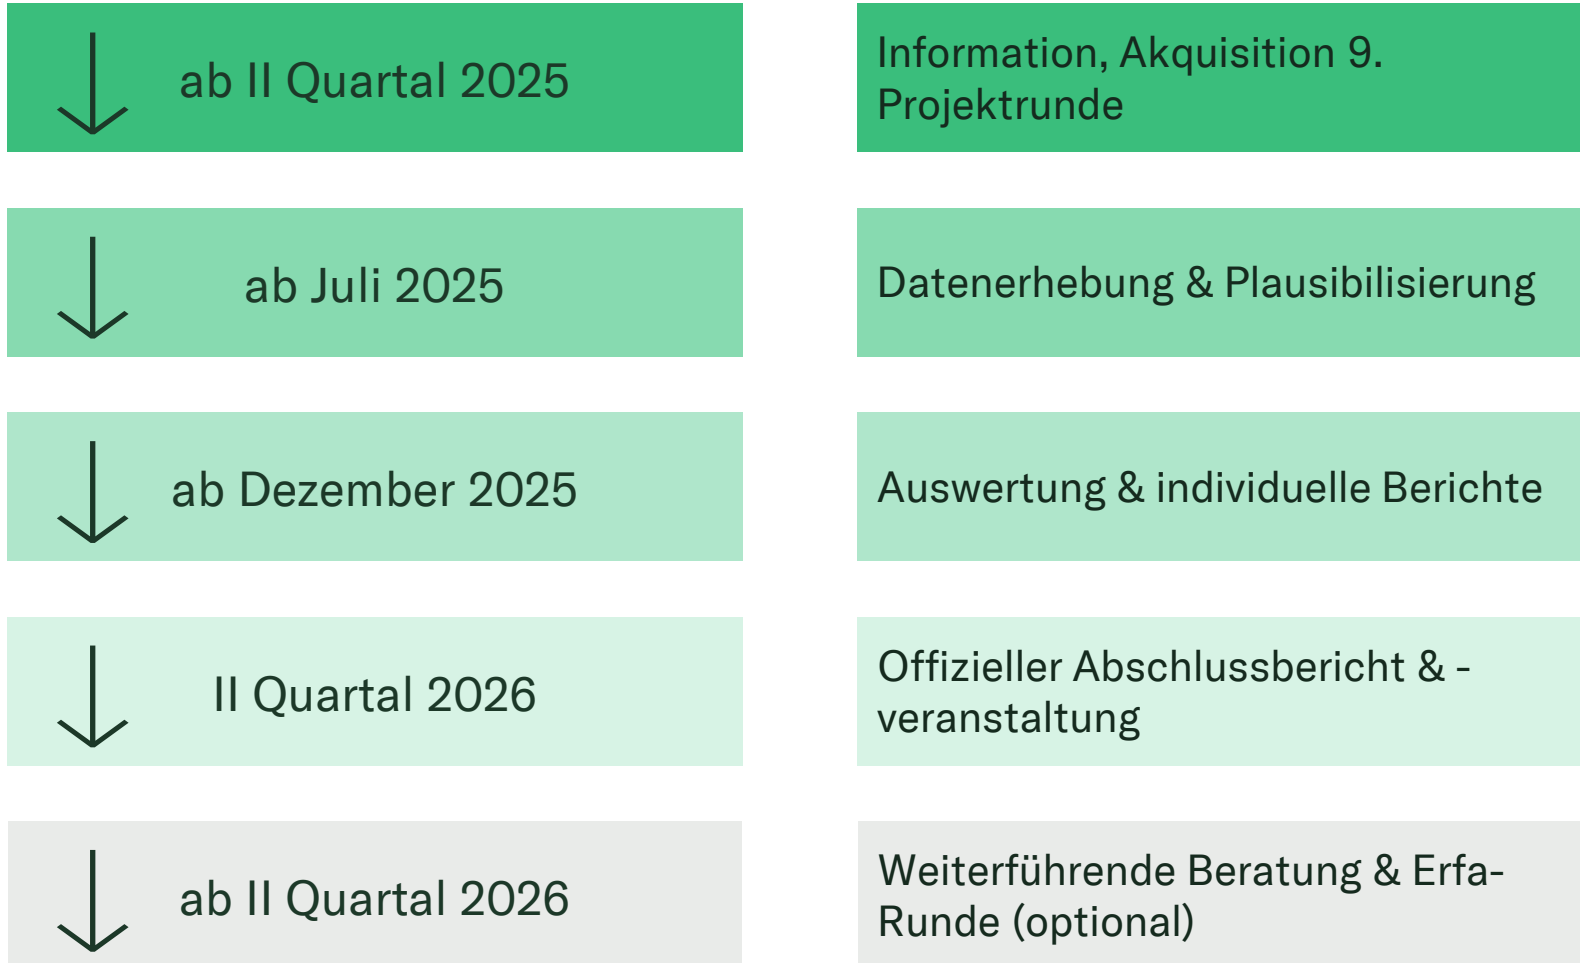 ab II Quartal 2025
Information, Akquisition 9.
Projektrunde
ab Juli 2025
Datenerhebung & Plausibilisierung
ab Dezember 2025
Auswertung & individuelle Berichte
II Quartal 2026
Offizieller Abschlussbericht & -
veranstaltung
ab II Quartal 2026
Weiterführende Beratung & Erfa-
Runde (optional)